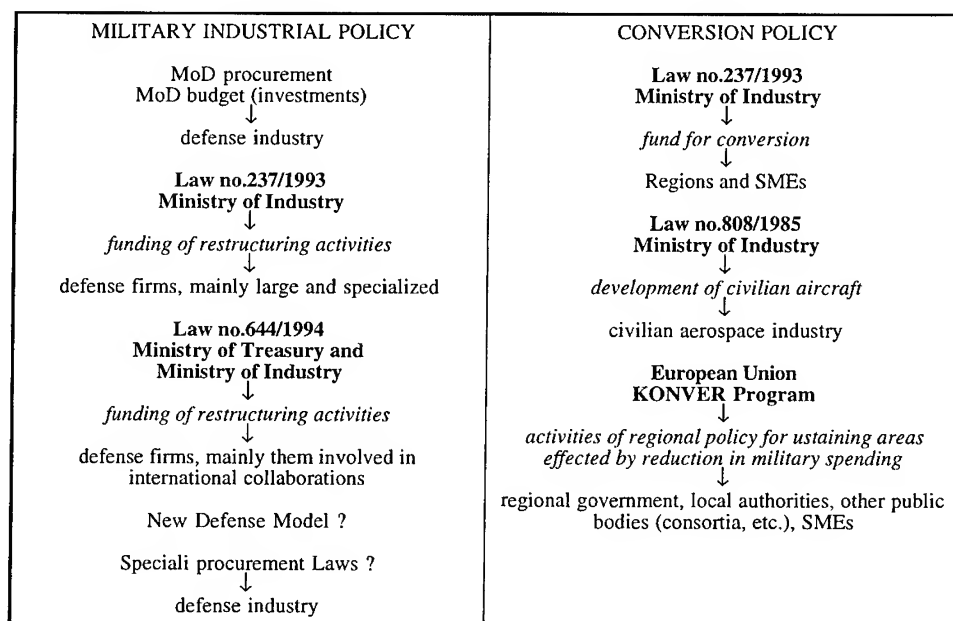 MILITARY INDUSTRIAL POLICY
MoD procurement
MoD budget (investments)
↓
defense industry
Law no.237/1993
Ministry of Industry
↓
funding of restructuring activities
↓
defense firms, mainly large and specialized
Law no.644/1994
Ministry of Treasury and
Ministry of Industry
↓
funding of restructuring activities
↓
defense firms, mainly them involved in
international collaborations
New Defense Model ?
Speciali procurement Laws ?
↓
defense industry
CONVERSION POLICY
Law no.237/1993
Ministry of Industry
↓
fund for conversion
↓
Regions and SMEs
Law no.808/1985
Ministry of Industry
↓
development of civilian aircraft
↓
civilian aerospace industry
European Union
KONVER Program
↓
activities of regional policy for ustaining areas
effected by reduction in military spending
↓
regional government, local authorities, other public
bodies (consortia, etc.), SMEs